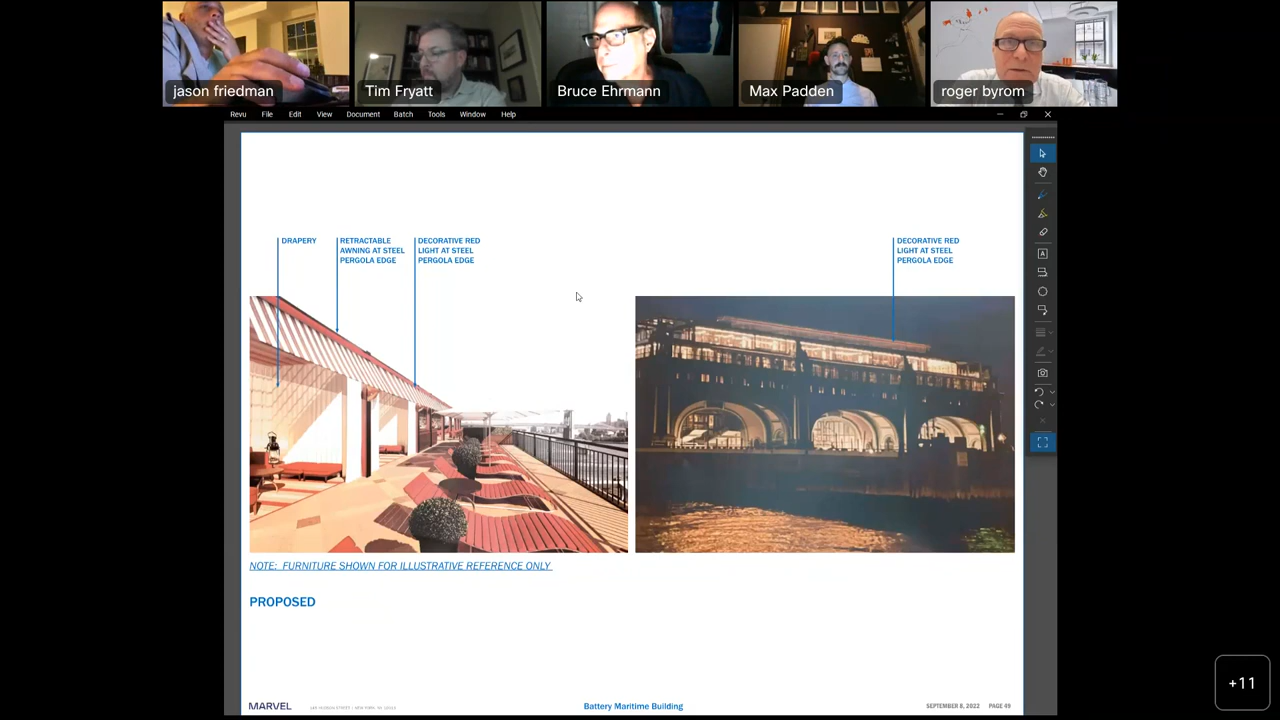 jason friedman
Tim Fryatt
Bruce Ehrmann
Max Padden
roger byrom
Revu File Edit View Document Batch Tools Window Help
DRAPERY
RETRACTABLE
AWNING AT STEEL
PERGOLA EDGE
DECORATIVE RED
LIGHT AT STEEL
PERGOLA EDGE
DECORATIVE RED
LIGHT AT STEEL
PERGOLA EDGE
NOTE: FURNITURE SHOWN FOR ILLUSTRATIVE REFERENCE ONLY
PROPOSED
MARVEL
Battery Maritime Building
SEPTEMBER 8, 2022 PAGE 49
+11